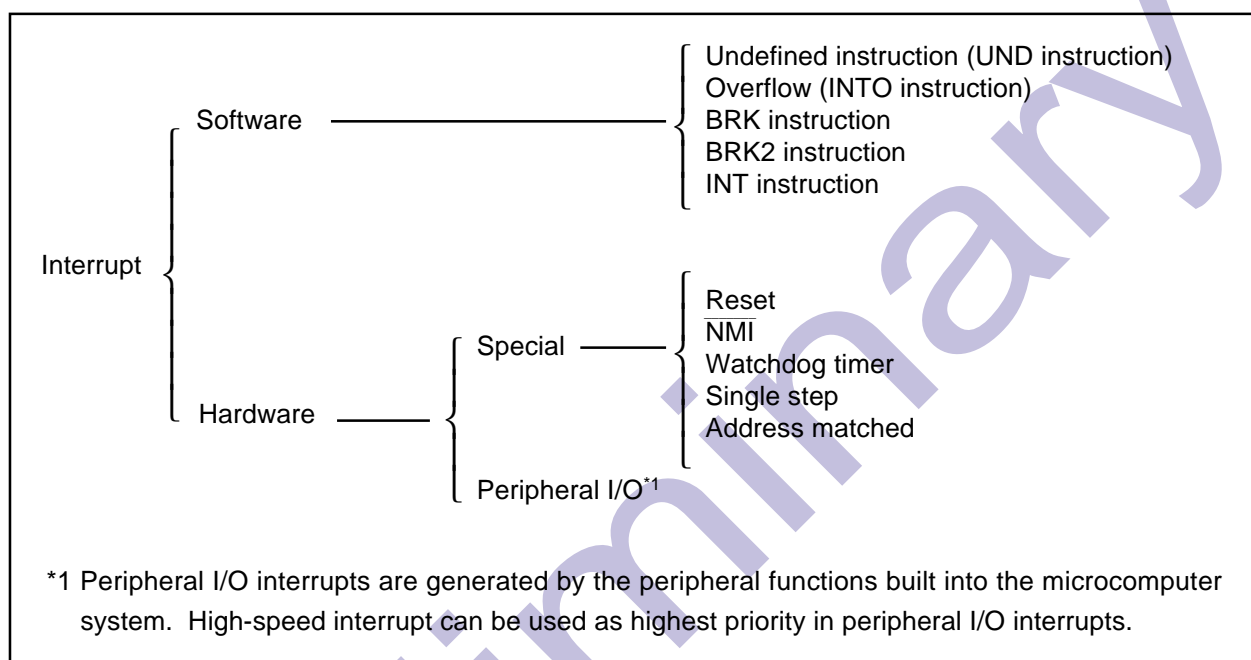 Undefined instruction (UND instruction)
Overflow (INTO instruction)
Software
BRK instruction
BRK2 instruction
INT instruction
Interrupt
Reset
NMI
Special
Watchdog timer
Single step
Hardware
Address matched
Peripheral I/O*1
*1 Peripheral I/O interrupts are generated by the peripheral functions built into the microcomputer
system. High-speed interrupt can be used as highest priority in peripheral I/O interrupts.
minary